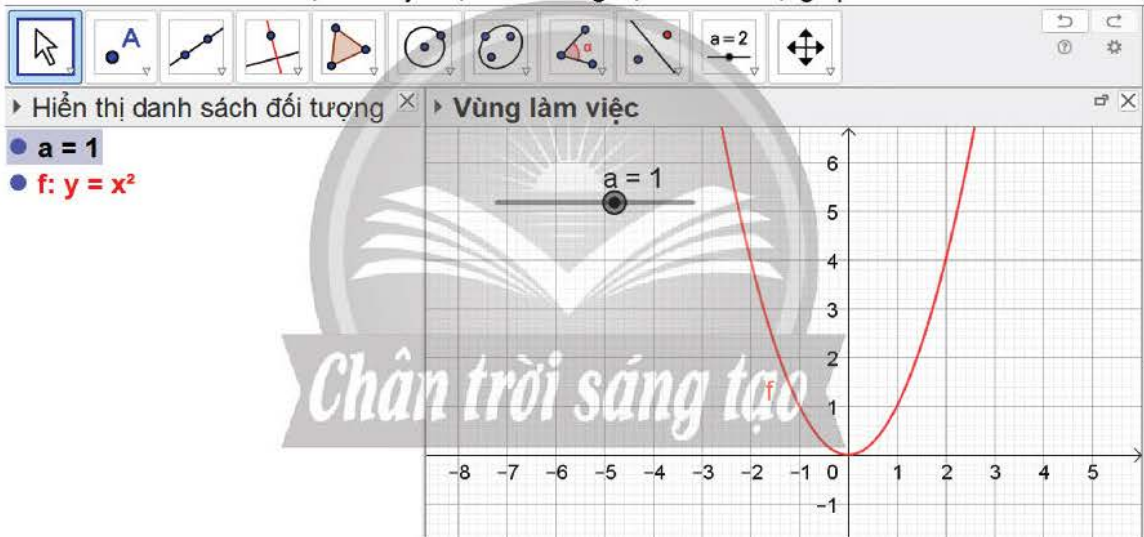 A
α
a = 2
Hiển thị danh sách đối tượng
Vùng làm việc
a = 1
f: y = x²
a = 1
f
6
5
4
3
2
1
-8 -7 -6 -5 -4 -3 -2 -1 0 1 2 3 4 5
-1
Chân trời sáng tạo